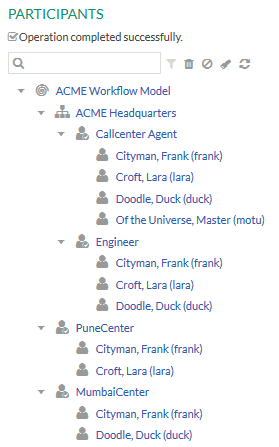 PARTICIPANTS
Operation completed successfully.
ACME Workflow Model
ACME Headquarters
Callcenter Agent
Cityman, Frank (frank)
Croft, Lara (lara)
Doodle, Duck (duck)
Of the Universe, Master (motu)
Engineer
Cityman, Frank (frank)
Croft, Lara (lara)
Doodle, Duck (duck)
PuneCenter
Cityman, Frank (frank)
Croft, Lara (lara)
MumbaiCenter
Cityman, Frank (frank)
Doodle, Duck (duck)